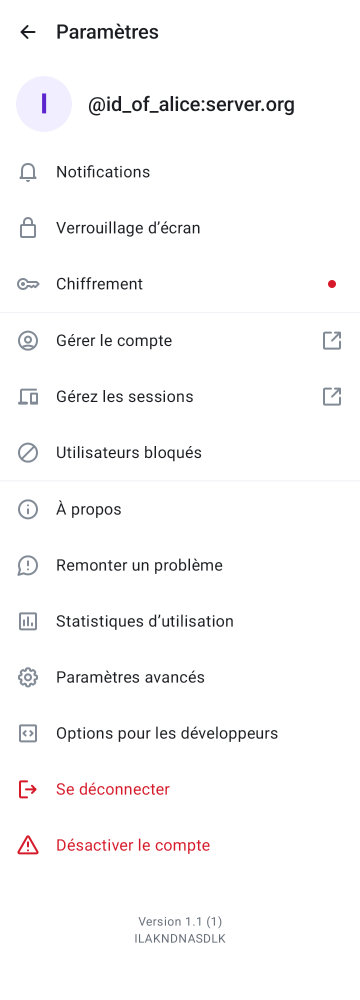 Paramètres
I
@id_of_alice:server.org
Notifications
Verrouillage d’écran
Chiffrement
Gérer le compte
Gérez les sessions
Utilisateurs bloqués
À propos
Remonter un problème
Statistiques d’utilisation
Paramètres avancés
Options pour les développeurs
Se déconnecter
Désactiver le compte
Version 1.1 (1)
ILAKNDNASDLK